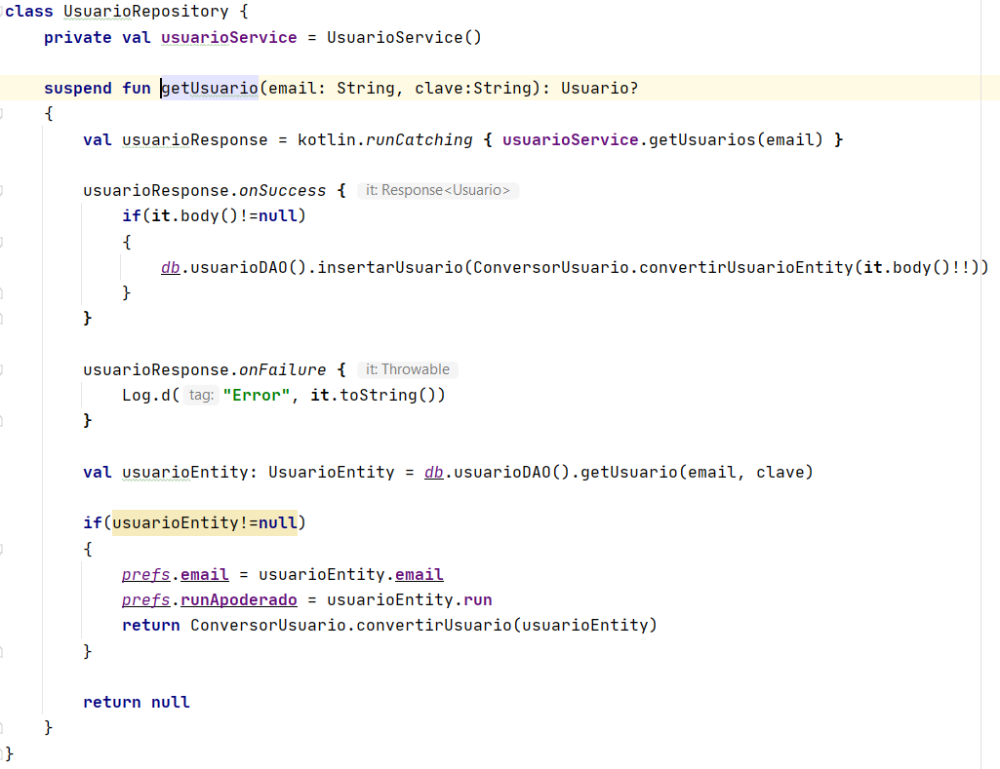 class UsuarioRepository {
    private val usuarioService = UsuarioService()
    suspend fun getUsuario(email: String, clave:String): Usuario?
    {
        val usuarioResponse = kotlin.runCatching { usuarioService.getUsuarios(email) }
        usuarioResponse.onSuccess { it: Response<Usuario>
            if(it.body()!=null)
            {
                db.usuarioDAO().insertarUsuario(ConversorUsuario.convertirUsuarioEntity(it.body()!!))
            }
        }
        usuarioResponse.onFailure { it: Throwable
            Log.d( tag: "Error", it.toString())
        }
        val usuarioEntity: UsuarioEntity = db.usuarioDAO().getUsuario(email, clave)
        if(usuarioEntity!=null)
        {
            prefs.email = usuarioEntity.email
            prefs.runApoderado = usuarioEntity.run
            return ConversorUsuario.convertirUsuario(usuarioEntity)
        }
        return null
    }
}